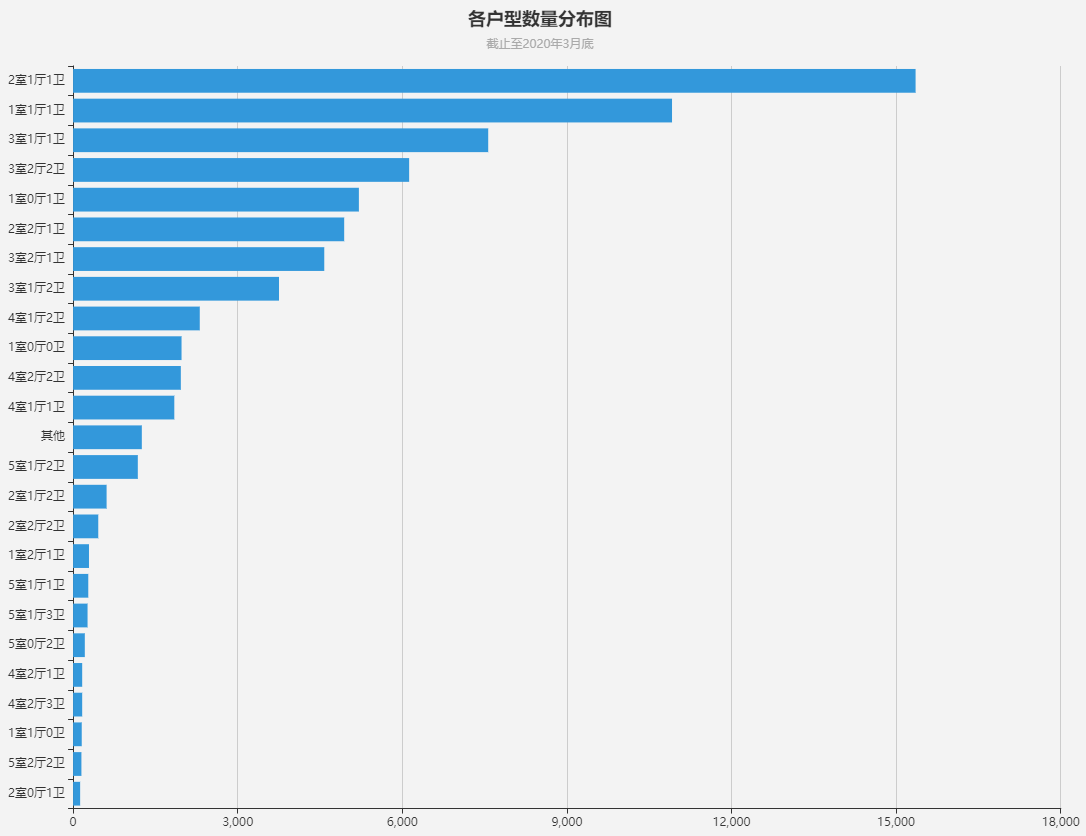 各户型数量分布图
截止至2020年3月底
2室1厅1卫
1室1厅1卫
3室1厅1卫
3室2厅2卫
1室0厅1卫
2室2厅1卫
3室2厅1卫
3室1厅2卫
4室1厅2卫
1室0厅0卫
4室2厅2卫
4室1厅1卫
其他
5室1厅2卫
2室1厅2卫
2室2厅2卫
1室2厅1卫
5室1厅1卫
5室1厅3卫
5室0厅2卫
4室2厅1卫
4室2厅3卫
1室1厅0卫
5室2厅2卫
2室0厅1卫
0 3,000 6,000 9,000 12,000 15,000 18,000